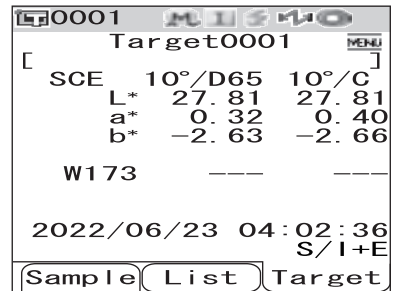 0001
Target0001 MENU
[ ]
SCE 10°/D65 10°/C
L* 27.81 27.81
a* 0.32 0.40
b* -2.63 -2.66
W173 --- ---
2022/06/23 04:02:36
S/I+E
Sample List Target